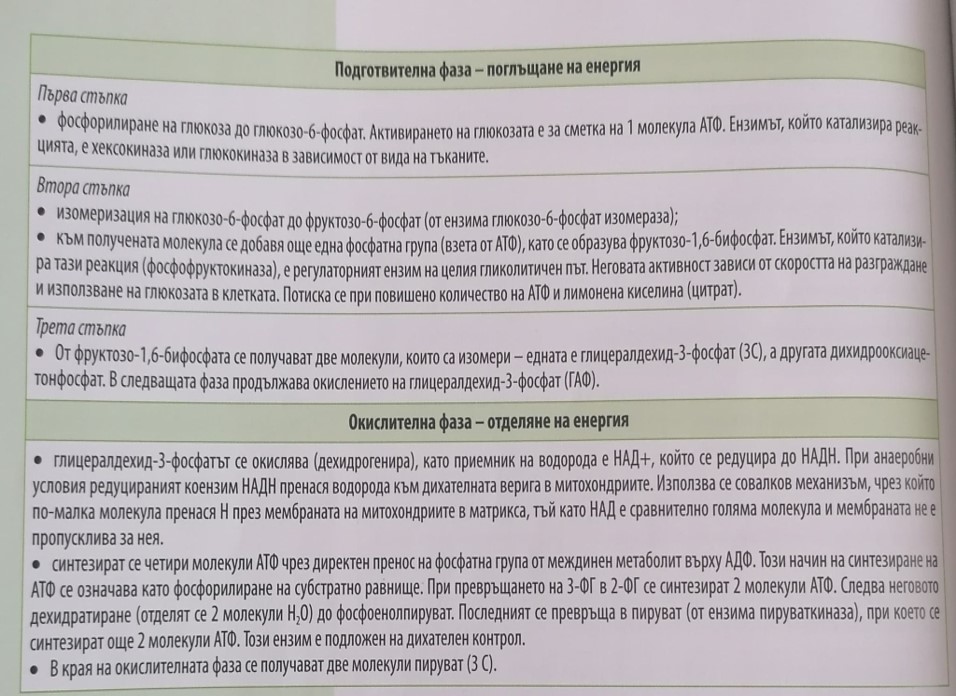 Подготвителна фаза – поглъщане на енергия
Първа стъпка
• фосфорилиране на глюкоза до глюкозо-6-фосфат. Активирането на глюкозата е за сметка на 1 молекула АТФ. Ензимът, който катализира реак-
цията, е хексокиназа или глюкокиназа в зависимост от вида на тъканите.
Втора стъпка
• изомеризация на глюкозо-6-фосфат до фруктозо-6-фосфат (от ензима глюкозо-6-фосфат изомераза);
• към получената молекула се добавя още една фосфатна група (взета от АТФ), като се образува фруктозо-1,6-бифосфат. Ензимът, който катализи-
ра тази реакция (фосфофруктокиназа), е регулаторният ензим на целия гликолитичен път. Неговата активност зависи от скоростта на разграждане
и използване на глюкозата в клетката. Потиска се при повишено количество на АТФ и лимонена киселина (цитрат).
Трета стъпка
• От фруктозо-1,6-бифосфата се получават две молекули, които са изомери – едната е глицералдехид-3-фосфат (3С), а другата дихидрооксиаце-
тонфосфат. В следващата фаза продължава окислението на глицералдехид-3-фосфат (ГАФ).
Окислителна фаза – отделяне на енергия
• глицералдехид-3-фосфатът се окислява (дехидрогенира), като приемник на водорода е НАД+, който се редуцира до НАДН. При анаеробни
условия редуцираният коензим НАДН пренася водорода към дихателната верига в митохондриите. Използва се совалков механизъм, чрез който
по-малка молекула пренася Н през мембраната на митохондриите в матрикса, тъй като НАД е сравнително голяма молекула и мембраната не е
пропусклива за нея.
• синтезират се четири молекули АТФ чрез директен пренос на фосфатна група от междинен метаболит върху АДФ. Този начин на синтезиране на
АТФ се означава като фосфорилиране на субстратно равнище. При превръщането на 3-ФГ в 2-ФГ се синтезират 2 молекули АТФ. Следва неговото
дехидратиране (отделят се 2 молекули H₂O) до фосфоенолпируват. Последният се превръща в пируват (от ензима пируваткиназа), при което се
синтезират още 2 молекули АТФ. Този ензим е подложен на дихателен контрол.
• В края на окислителната фаза се получават две молекули пируват (3 С).